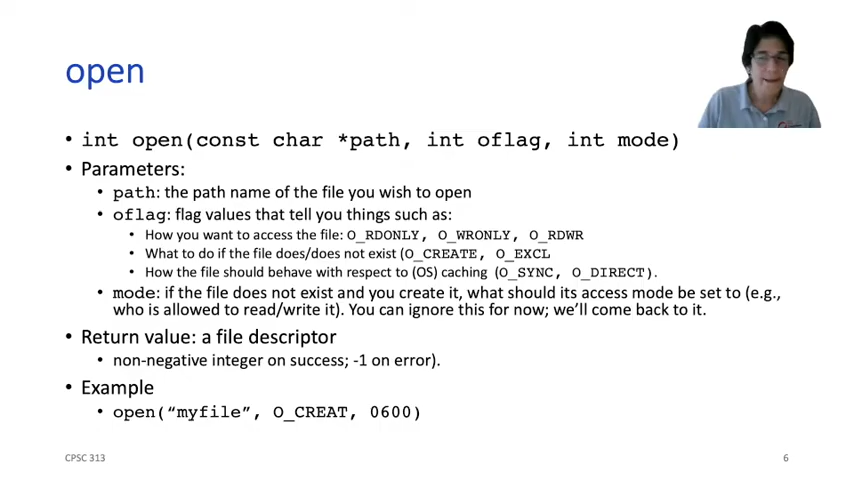 open
• int open(const char *path, int oflag, int mode)
• Parameters:
• path: the path name of the file you wish to open
• oflag: flag values that tell you things such as:
• How you want to access the file: O_RDONLY, O_WRONLY, O_RDWR
• What to do if the file does/does not exist (O_CREATE, O_EXCL
• How the file should behave with respect to (OS) caching (O_SYNC, O_DIRECT).
• mode: if the file does not exist and you create it, what should its access mode be set to (e.g.,
who is allowed to read/write it). You can ignore this for now; we’ll come back to it.
• Return value: a file descriptor
• non-negative integer on success; -1 on error).
• Example
• open(“myfile”, O_CREAT, 0600)
CPSC 313
6